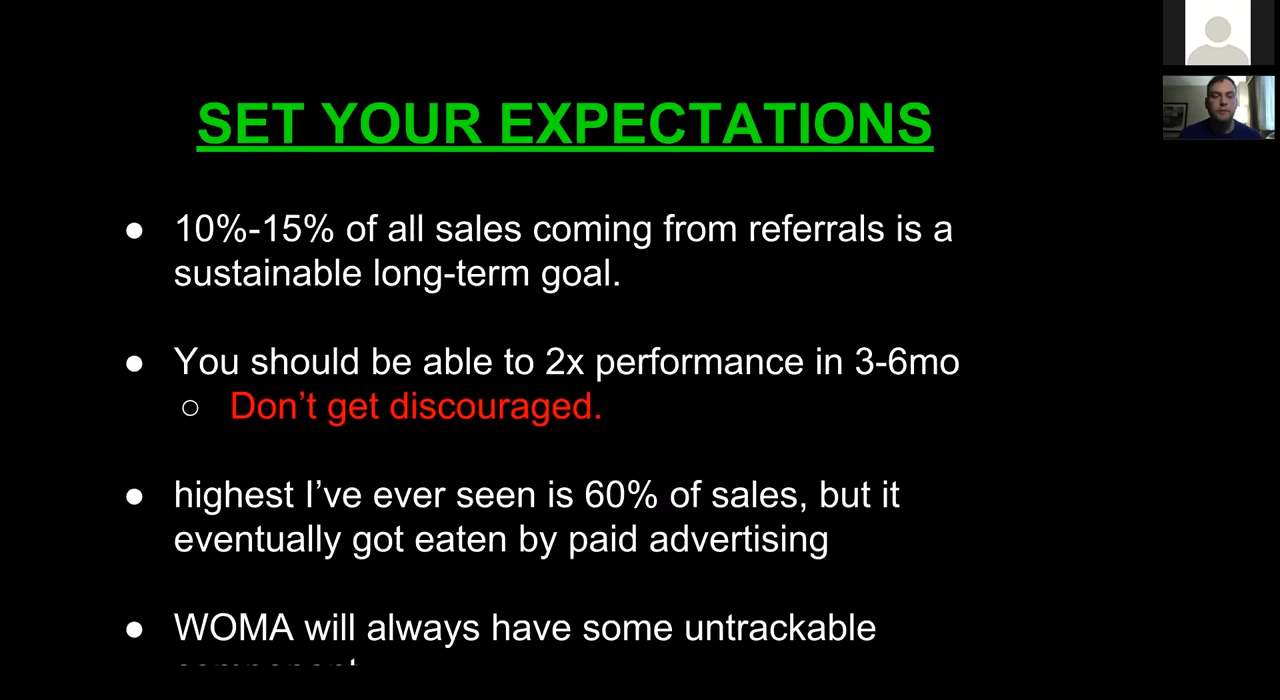 SET YOUR EXPECTATIONS
● 10%-15% of all sales coming from referrals is a
sustainable long-term goal.
● You should be able to 2x performance in 3-6mo
○ Don’t get discouraged.
● highest I’ve ever seen is 60% of sales, but it
eventually got eaten by paid advertising
● WOMA will always have some untrackable